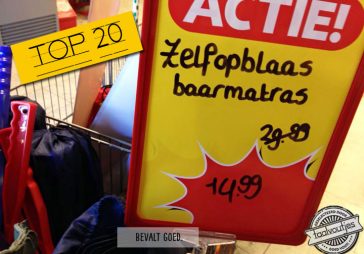 ACTIE!
TOP 20
Zelfopblaas
baarmatras
29.99
14.99
BEVALT GOED
taalvoutjes